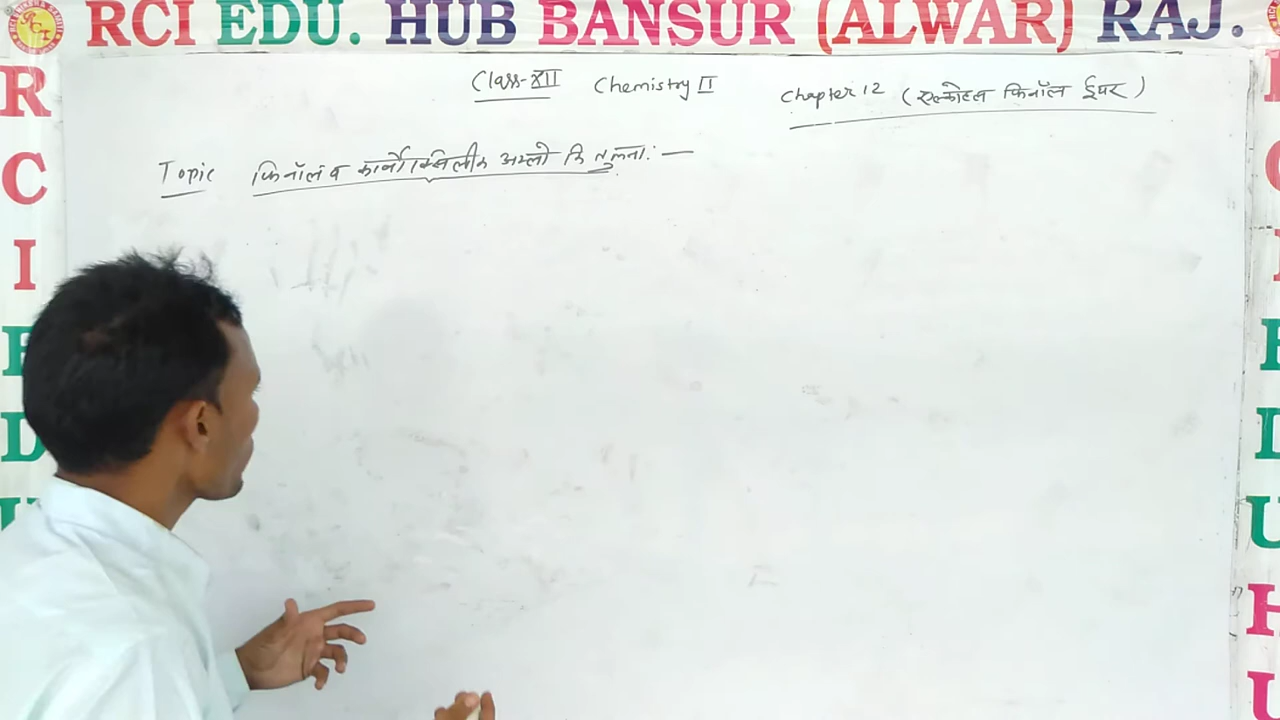 RCI EDU. HUB BANSUR (ALWAR) RAJ.
Class-XII Chemistry II Chapter 12 (एल्कोहल फिनॉल ईथर)
Topic फिनॉल व कार्बोक्सिलीक अम्लो कि तुलना:—
R
C
I
E
D
U
C
I
E
D
U
H
U